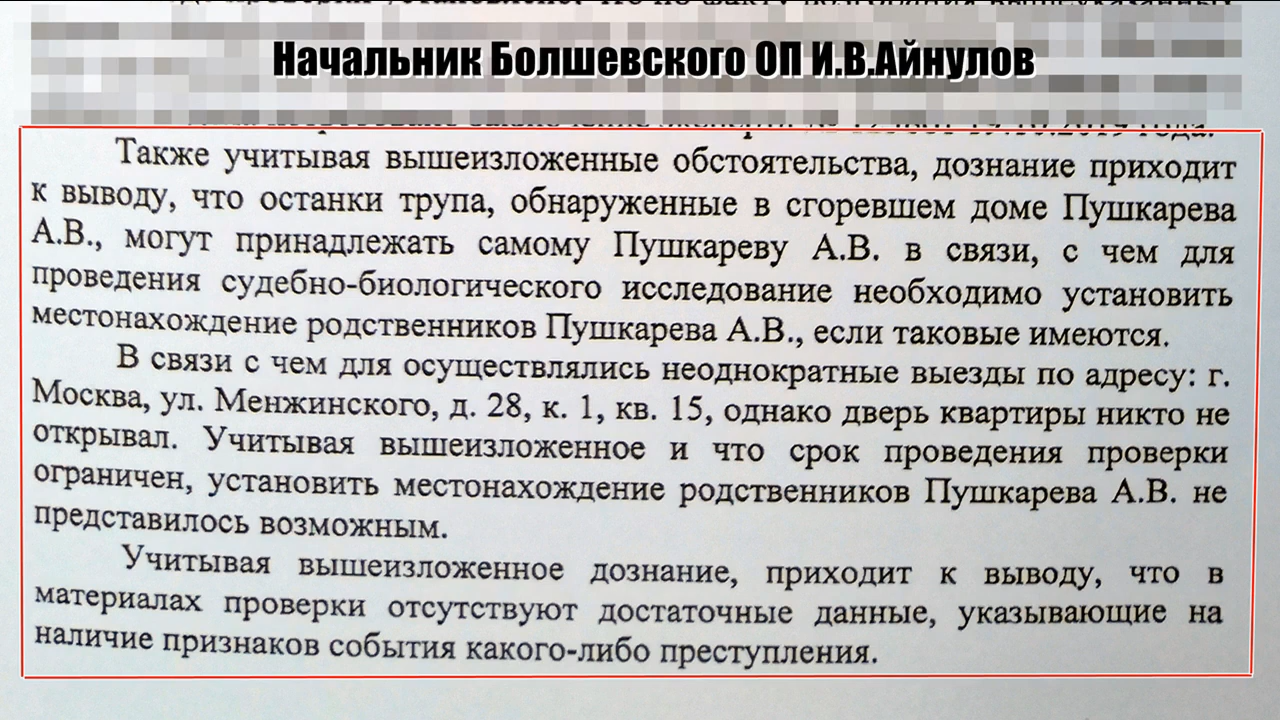 Начальник Болшевского ОП И.В.Айнулов
Также учитывая вышеизложенные обстоятельства, дознание приходит
к выводу, что останки трупа, обнаруженные в сгоревшем доме Пушкарева
А.В., могут принадлежать самому Пушкареву А.В. в связи, с чем для
проведения судебно-биологического исследование необходимо установить
местонахождение родственников Пушкарева А.В., если таковые имеются.
В связи с чем для осуществлялись неоднократные выезды по адресу: г.
Москва, ул. Менжинского, д. 28, к. 1, кв. 15, однако дверь квартиры никто не
открывал. Учитывая вышеизложенное и что срок проведения проверки
ограничен, установить местонахождение родственников Пушкарева А.В. не
представилось возможным.
Учитывая вышеизложенное дознание, приходит к выводу, что в
материалах проверки отсутствуют достаточные данные, указывающие на
наличие признаков события какого-либо преступления.